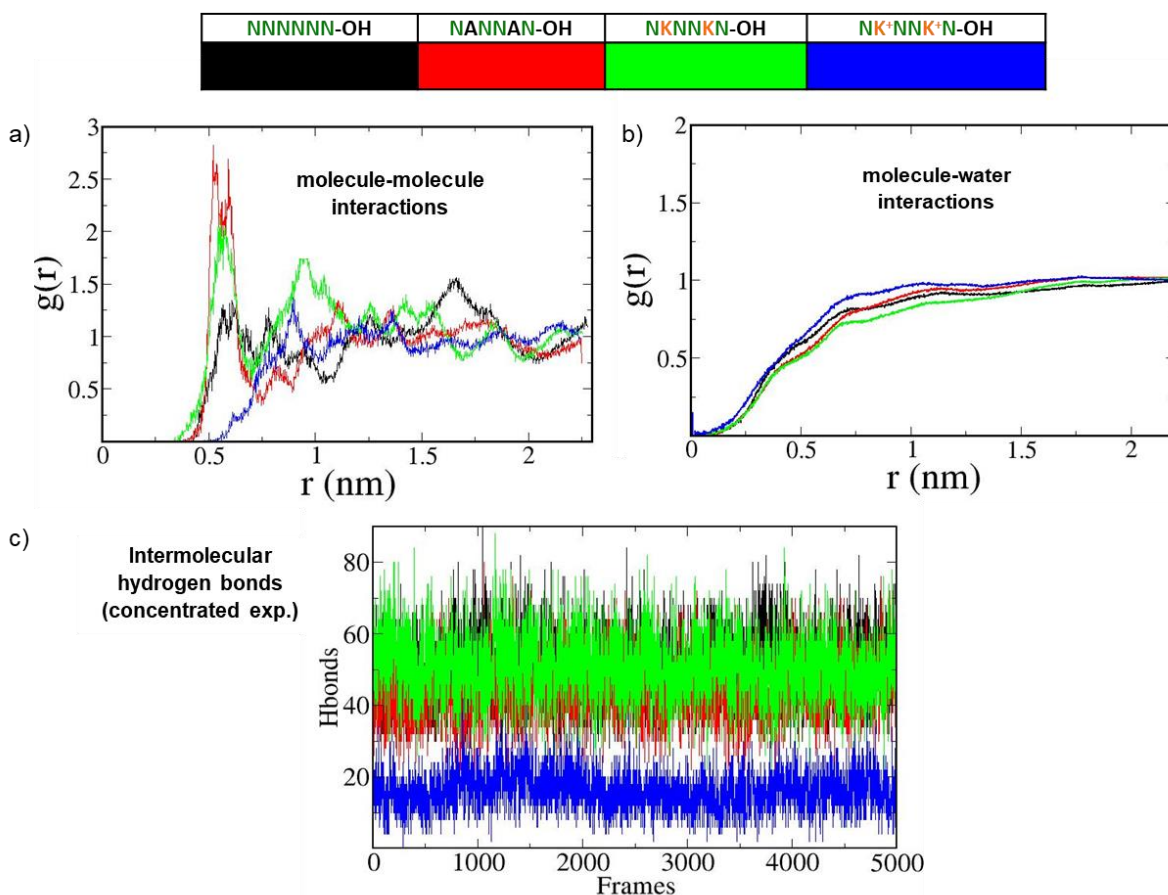 NNNNNN-OH NANNAN-OH NKNNKN-OH NK⁺NNK⁺N-OH
a)
molecule-molecule
interactions
g(r)
3
2.5
2
1.5
1
0.5
0 0.5 1 1.5 2
r (nm)
b)
molecule-water
interactions
g(r)
2
1.5
1
0.5
0 0.5 1 1.5 2
r (nm)
c)
Intermolecular
hydrogen bonds
(concentrated exp.)
Hbonds
80
60
40
20
0 1000 2000 3000 4000 5000
Frames